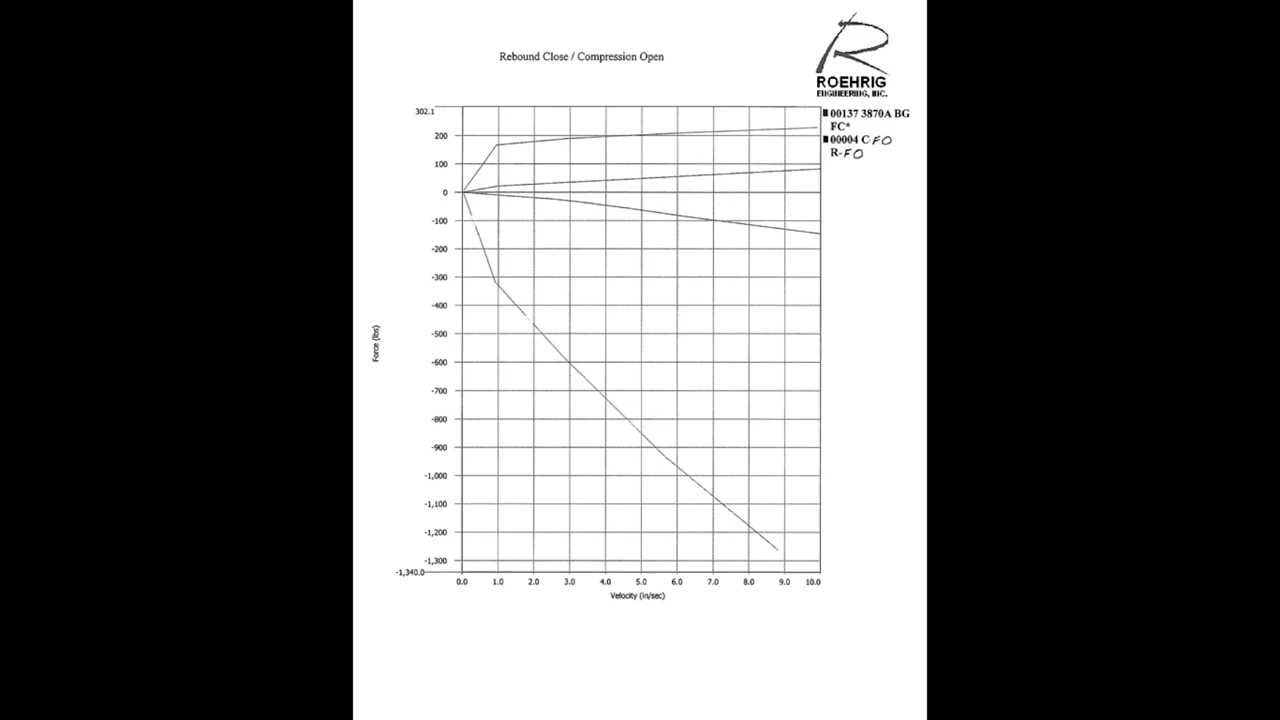 Rebound Close / Compression Open
ROEHRIG
ENGINEERING, INC.
00137 3870A BG
FC*
00004 C-FO
R-FO
302.1
200
100
0
-100
-200
-300
-400
-500
-600
-700
-800
-900
-1,000
-1,100
-1,200
-1,300
-1,340.0
Force (lbs)
0.0 1.0 2.0 3.0 4.0 5.0 6.0 7.0 8.0 9.0 10.0
Velocity (in/sec)